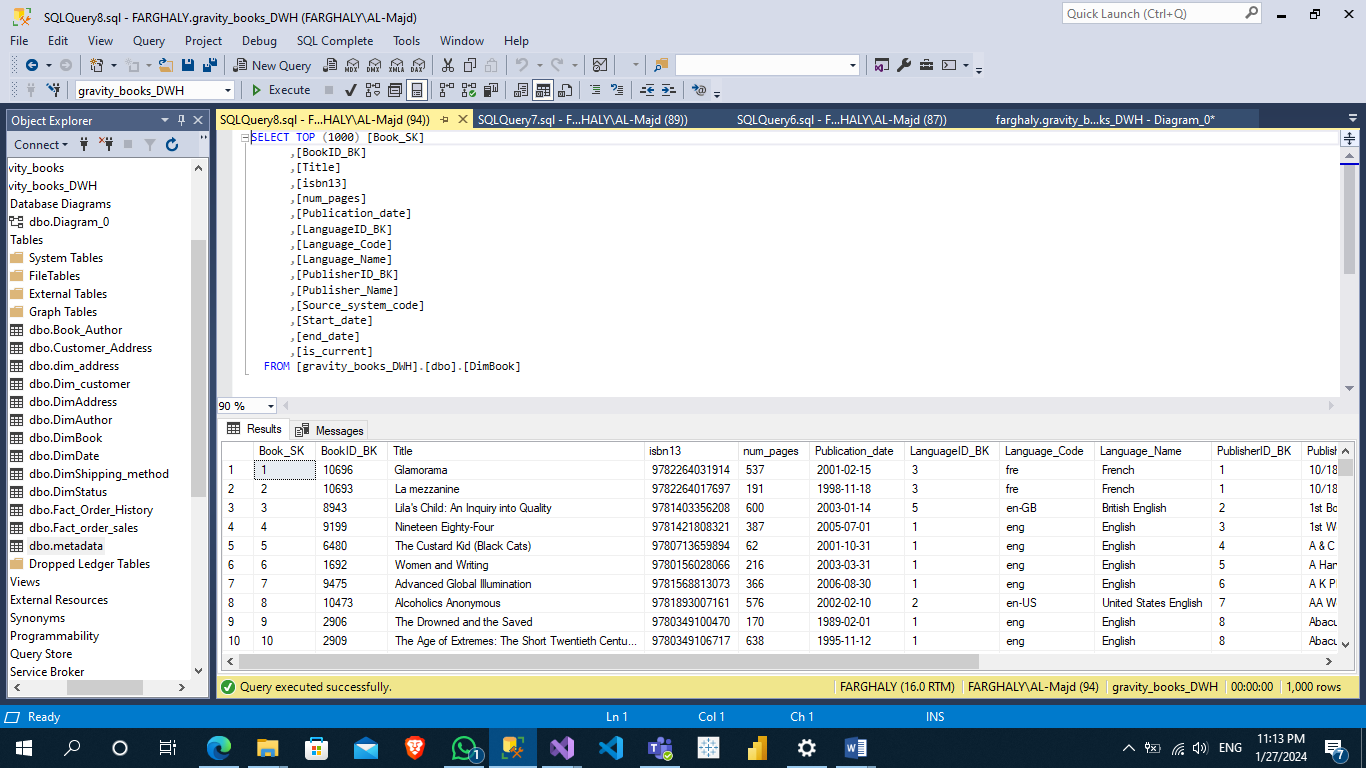 SQLQuery8.sql - FARGHALY.gravity_books_DWH (FARGHALY\AL-Majd)
Quick Launch (Ctrl+Q)
File Edit View Query Project Debug SQL Complete Tools Window Help
New Query MDX DMX XMLA DAX
gravity_books_DWH Execute
Object Explorer
Connect
vity_books
vity_books_DWH
Database Diagrams
dbo.Diagram_0
Tables
System Tables
FileTables
External Tables
Graph Tables
dbo.Book_Author
dbo.Customer_Address
dbo.dim_address
dbo.Dim_customer
dbo.DimAddress
dbo.DimAuthor
dbo.DimBook
dbo.DimDate
dbo.DimShipping_method
dbo.DimStatus
dbo.Fact_Order_History
dbo.Fact_order_sales
dbo.metadata
Dropped Ledger Tables
Views
External Resources
Synonyms
Programmability
Query Store
Service Broker
SQLQuery8.sql - F...HALY\AL-Majd (94)) SQLQuery7.sql - F...HALY\AL-Majd (89)) SQLQuery6.sql - F...HALY\AL-Majd (87)) farghaly.gravity_b...ks_DWH - Diagram_0*
SELECT TOP (1000) [Book_SK]
,[BookID_BK]
,[Title]
,[isbn13]
,[num_pages]
,[Publication_date]
,[LanguageID_BK]
,[Language_Code]
,[Language_Name]
,[PublisherID_BK]
,[Publisher_Name]
,[Source_system_code]
,[Start_date]
,[end_date]
,[is_current]
FROM [gravity_books_DWH].[dbo].[DimBook]
90 %
Results Messages
Book_SK BookID_BK Title isbn13 num_pages Publication_date LanguageID_BK Language_Code Language_Name PublisherID_BK Publish
1 1 10696 Glamorama 9782264031914 537 2001-02-15 3 fre French 1 10/18
2 2 10693 La mezzanine 9782264017697 191 1998-11-18 3 fre French 1 10/18
3 3 8943 Lila's Child: An Inquiry into Quality 9781403356208 600 2003-01-14 5 en-GB British English 2 1st Bo
4 4 9199 Nineteen Eighty-Four 9781421808321 387 2005-07-01 1 eng English 3 1st W
5 5 6480 The Custard Kid (Black Cats) 9780713659894 62 2001-10-31 1 eng English 4 A & C
6 6 1692 Women and Writing 9780156028066 216 2003-03-31 1 eng English 5 A Har
7 7 9475 Advanced Global Illumination 9781568813073 366 2006-08-30 1 eng English 6 A K P
8 8 10473 Alcoholics Anonymous 9781893007161 576 2002-02-10 2 en-US United States English 7 AA W
9 9 2906 The Drowned and the Saved 9780349100470 170 1989-02-01 1 eng English 8 Abacu
10 10 2909 The Age of Extremes: The Short Twentieth Centu... 9780349106717 638 1995-11-12 1 eng English 8 Abacu
Query executed successfully. FARGHALY (16.0 RTM) FARGHALY\AL-Majd (94) gravity_books_DWH 00:00:00 1,000 rows
Ready Ln 1 Col 1 Ch 1 INS
1 ENG 11:13 PM 7
1/27/2024